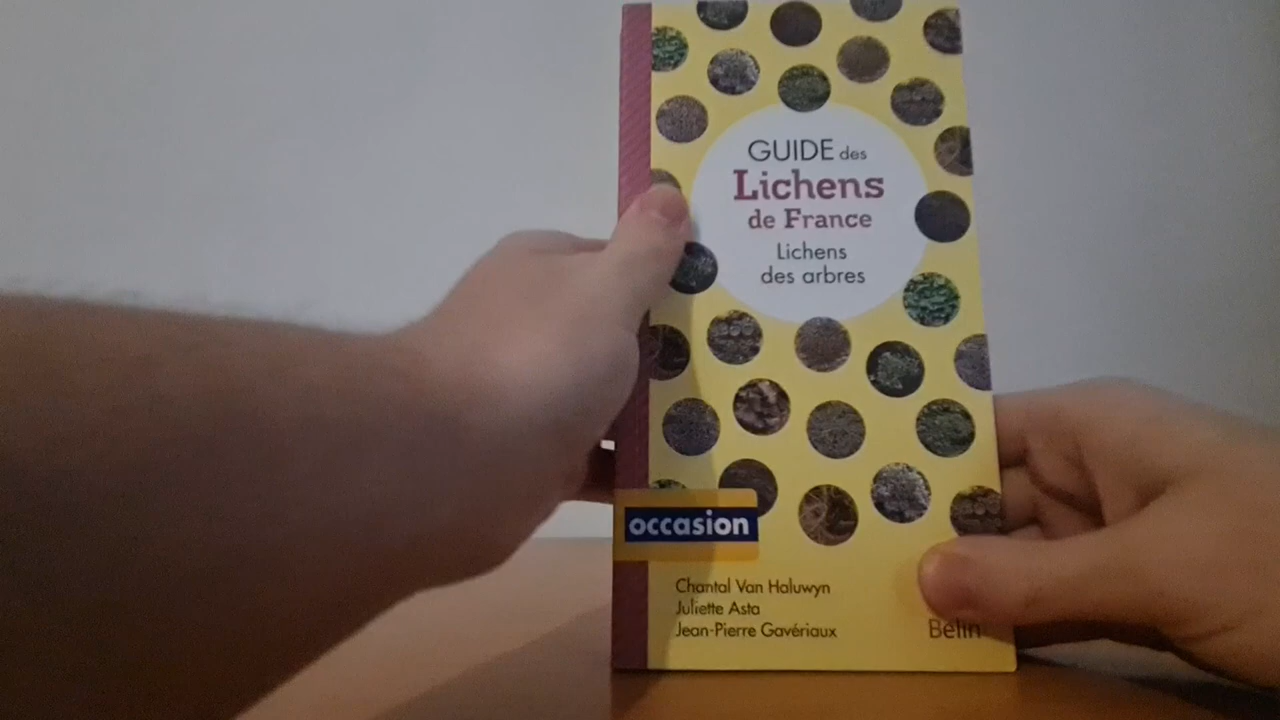 GUIDE des
Lichens
de France
Lichens
des arbres
occasion
Chantal Van Haluwyn
Juliette Asta
Jean-Pierre Gavériaux
Belin